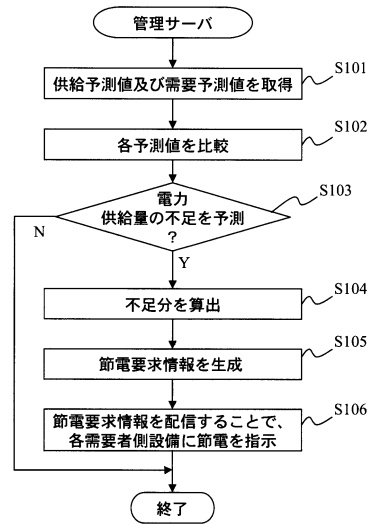 管理サーバ
S101
供給予測値及び需要予測値を取得
S102
各予測値を比較
S103
電力
供給量の不足を予測
?
N
Y
S104
不足分を算出
S105
節電要求情報を生成
S106
節電要求情報を配信することで、
各需要者側設備に節電を指示
終了